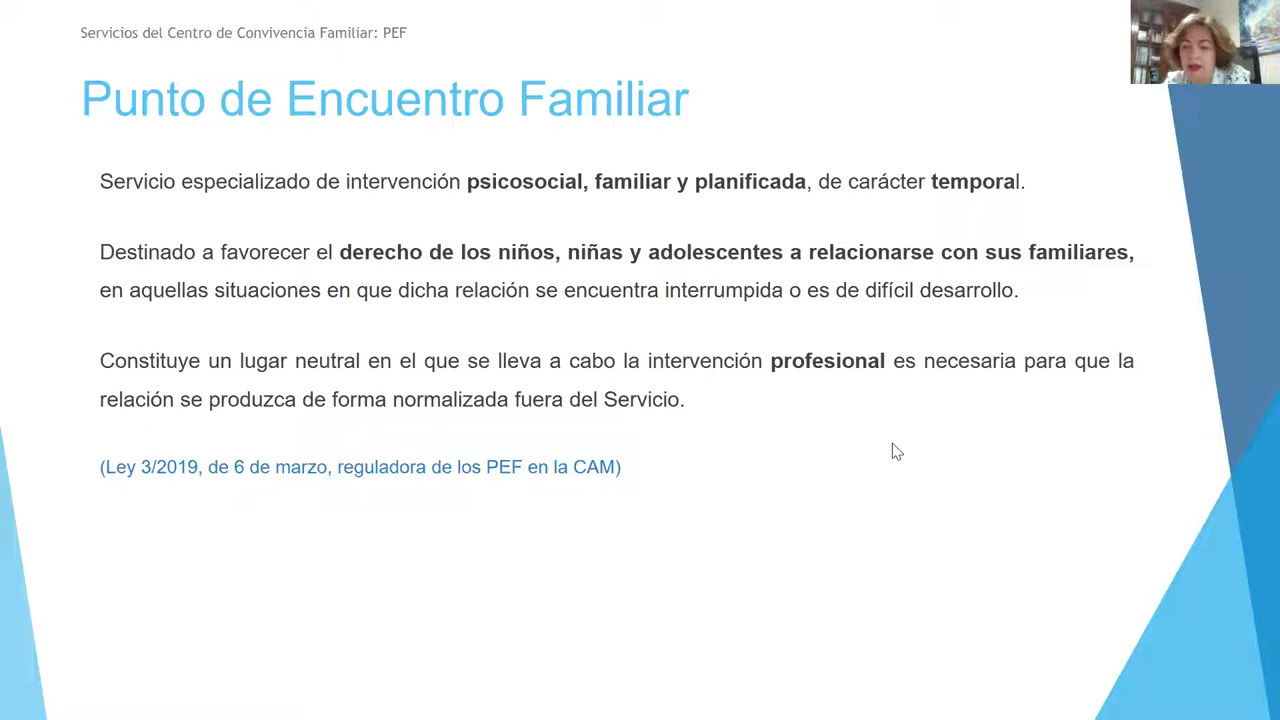 Servicios del Centro de Convivencia Familiar: PEF
Punto de Encuentro Familiar
Servicio especializado de intervención psicosocial, familiar y planificada, de carácter temporal.
Destinado a favorecer el derecho de los niños, niñas y adolescentes a relacionarse con sus familiares,
en aquellas situaciones en que dicha relación se encuentra interrumpida o es de difícil desarrollo.
Constituye un lugar neutral en el que se lleva a cabo la intervención profesional es necesaria para que la
relación se produzca de forma normalizada fuera del Servicio.
(Ley 3/2019, de 6 de marzo, reguladora de los PEF en la CAM)